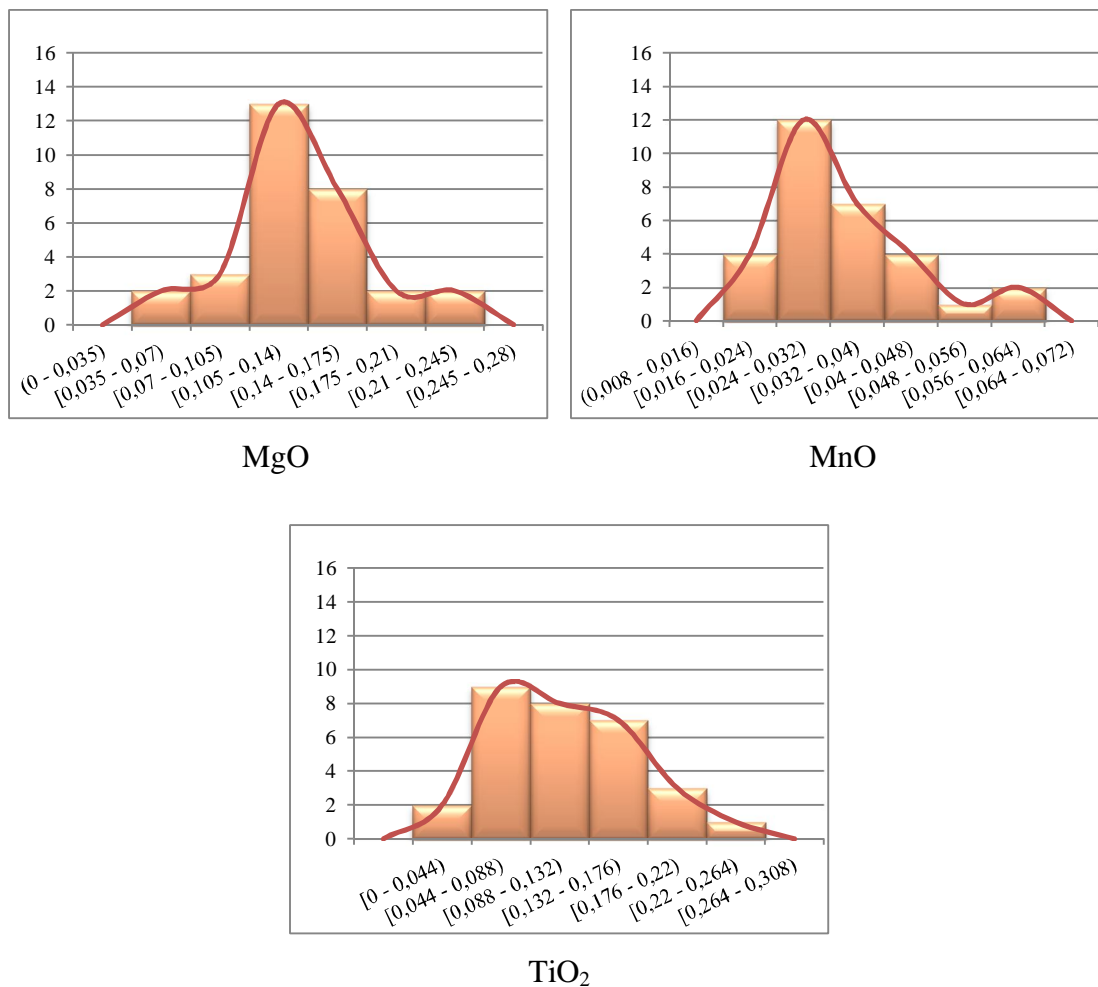 16
14
12
10
8
6
4
2
0
(0 - 0,035)
[0,035 - 0,07)
[0,07 - 0,105)
[0,105 - 0,14)
[0,14 - 0,175)
[0,175 - 0,21)
[0,21 - 0,245)
[0,245 - 0,28)
MgO
16
14
12
10
8
6
4
2
0
(0,008 - 0,016)
[0,016 - 0,024)
[0,024 - 0,032)
[0,032 - 0,04)
[0,04 - 0,048)
[0,048 - 0,056)
[0,056 - 0,064)
[0,064 - 0,072)
MnO
16
14
12
10
8
6
4
2
0
[0 - 0,044)
[0,044 - 0,088)
[0,088 - 0,132)
[0,132 - 0,176)
[0,176 - 0,22)
[0,22 - 0,264)
[0,264 - 0,308)
TiO₂